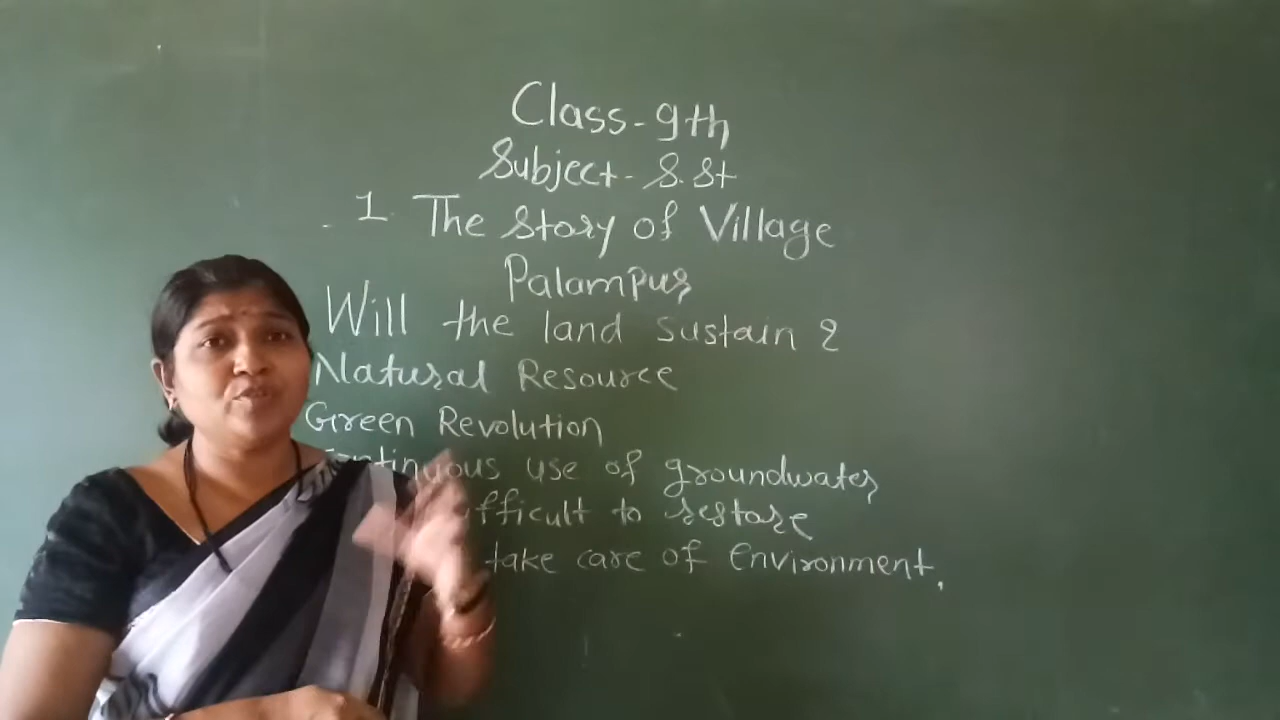 Class-9th
Subject- S.St
1. The Story of Village
Palampur
Will the land sustain ?
Natural Resource
Green Revolution
Continuous use of groundwater
to restore
take care of Environment.